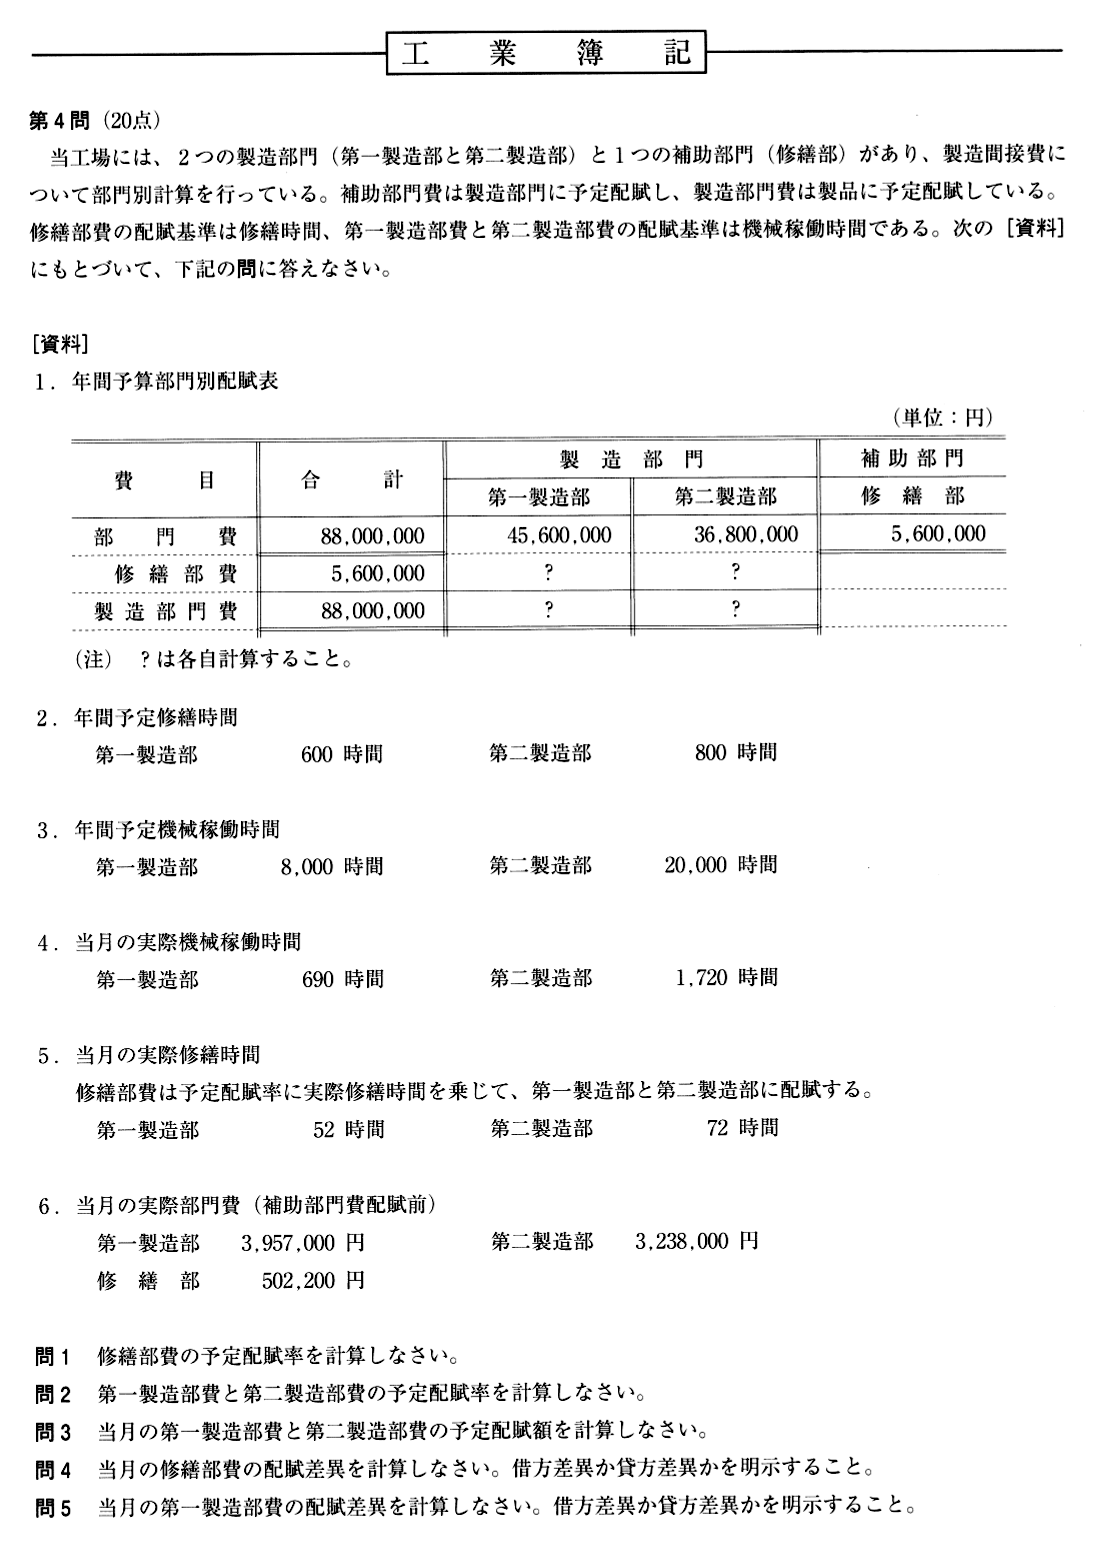 工業簿記
第4問(20点)
当工場には、2つの製造部門(第一製造部と第二製造部)と1つの補助部門(修繕部)があり、製造間接費に
ついて部門別計算を行っている。補助部門費は製造部門に予定配賦し、製造部門費は製品に予定配賦している。
修繕部費の配賦基準は修繕時間、第一製造部費と第二製造部費の配賦基準は機械稼働時間である。次の[資料]
にもとづいて、下記の問に答えなさい。
[資料]
1.年間予算部門別配賦表
(単位:円)
費目 合計 製造部門 補助部門
第一製造部 第二製造部 修繕部
部門費 88,000,000 45,600,000 36,800,000 5,600,000
修繕部費 5,600,000 ? ?
製造部門費 88,000,000 ? ?
(注) ?は各自計算すること。
2.年間予定修繕時間
第一製造部 600 時間 第二製造部 800 時間
3.年間予定機械稼働時間
第一製造部 8,000 時間 第二製造部 20,000 時間
4.当月の実際機械稼働時間
第一製造部 690 時間 第二製造部 1,720 時間
5.当月の実際修繕時間
修繕部費は予定配賦率に実際修繕時間を乗じて、第一製造部と第二製造部に配賦する。
第一製造部 52 時間 第二製造部 72 時間
6.当月の実際部門費(補助部門費配賦前)
第一製造部 3,957,000 円 第二製造部 3,238,000 円
修繕部 502,200 円
問1 修繕部費の予定配賦率を計算しなさい。
問2 第一製造部費と第二製造部費の予定配賦率を計算しなさい。
問3 当月の第一製造部費と第二製造部費の予定配賦額を計算しなさい。
問4 当月の修繕部費の配賦差異を計算しなさい。借方差異か貸方差異かを明示すること。
問5 当月の第一製造部費の配賦差異を計算しなさい。借方差異か貸方差異かを明示すること。